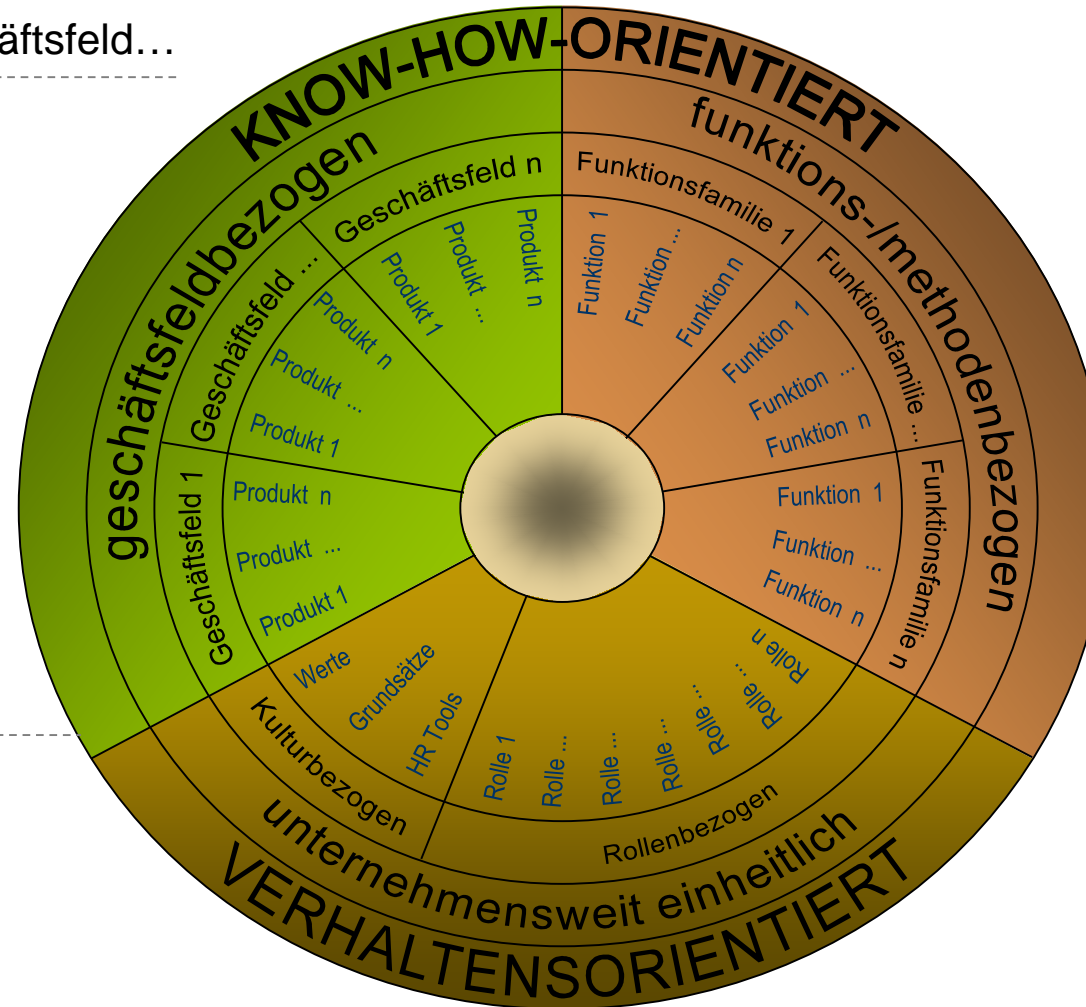 äftsfeld…
KNOW-HOW-ORIENTIERT
geschäftsfeldbezogen
funktions-/methodenbezogen
Geschäftsfeld 1
Produkt 1
Produkt ...
Produkt n
Geschäftsfeld ...
Produkt 1
Produkt ...
Produkt n
Geschäftsfeld n
Produkt 1
Produkt ...
Produkt n
Funktionsfamilie 1
Funktion 1
Funktion ...
Funktion n
Funktionsfamilie ...
Funktion 1
Funktion ...
Funktion n
Funktionsfamilie n
Funktion 1
Funktion ...
Funktion n
Werte
Grundsätze
HR Tools
Kulturbezogen
Rolle 1
Rolle ...
Rolle ...
Rolle ...
Rolle ...
Rolle ...
Rolle n
Rollenbezogen
unternehmensweit einheitlich
VERHALTENSORIENTIERT